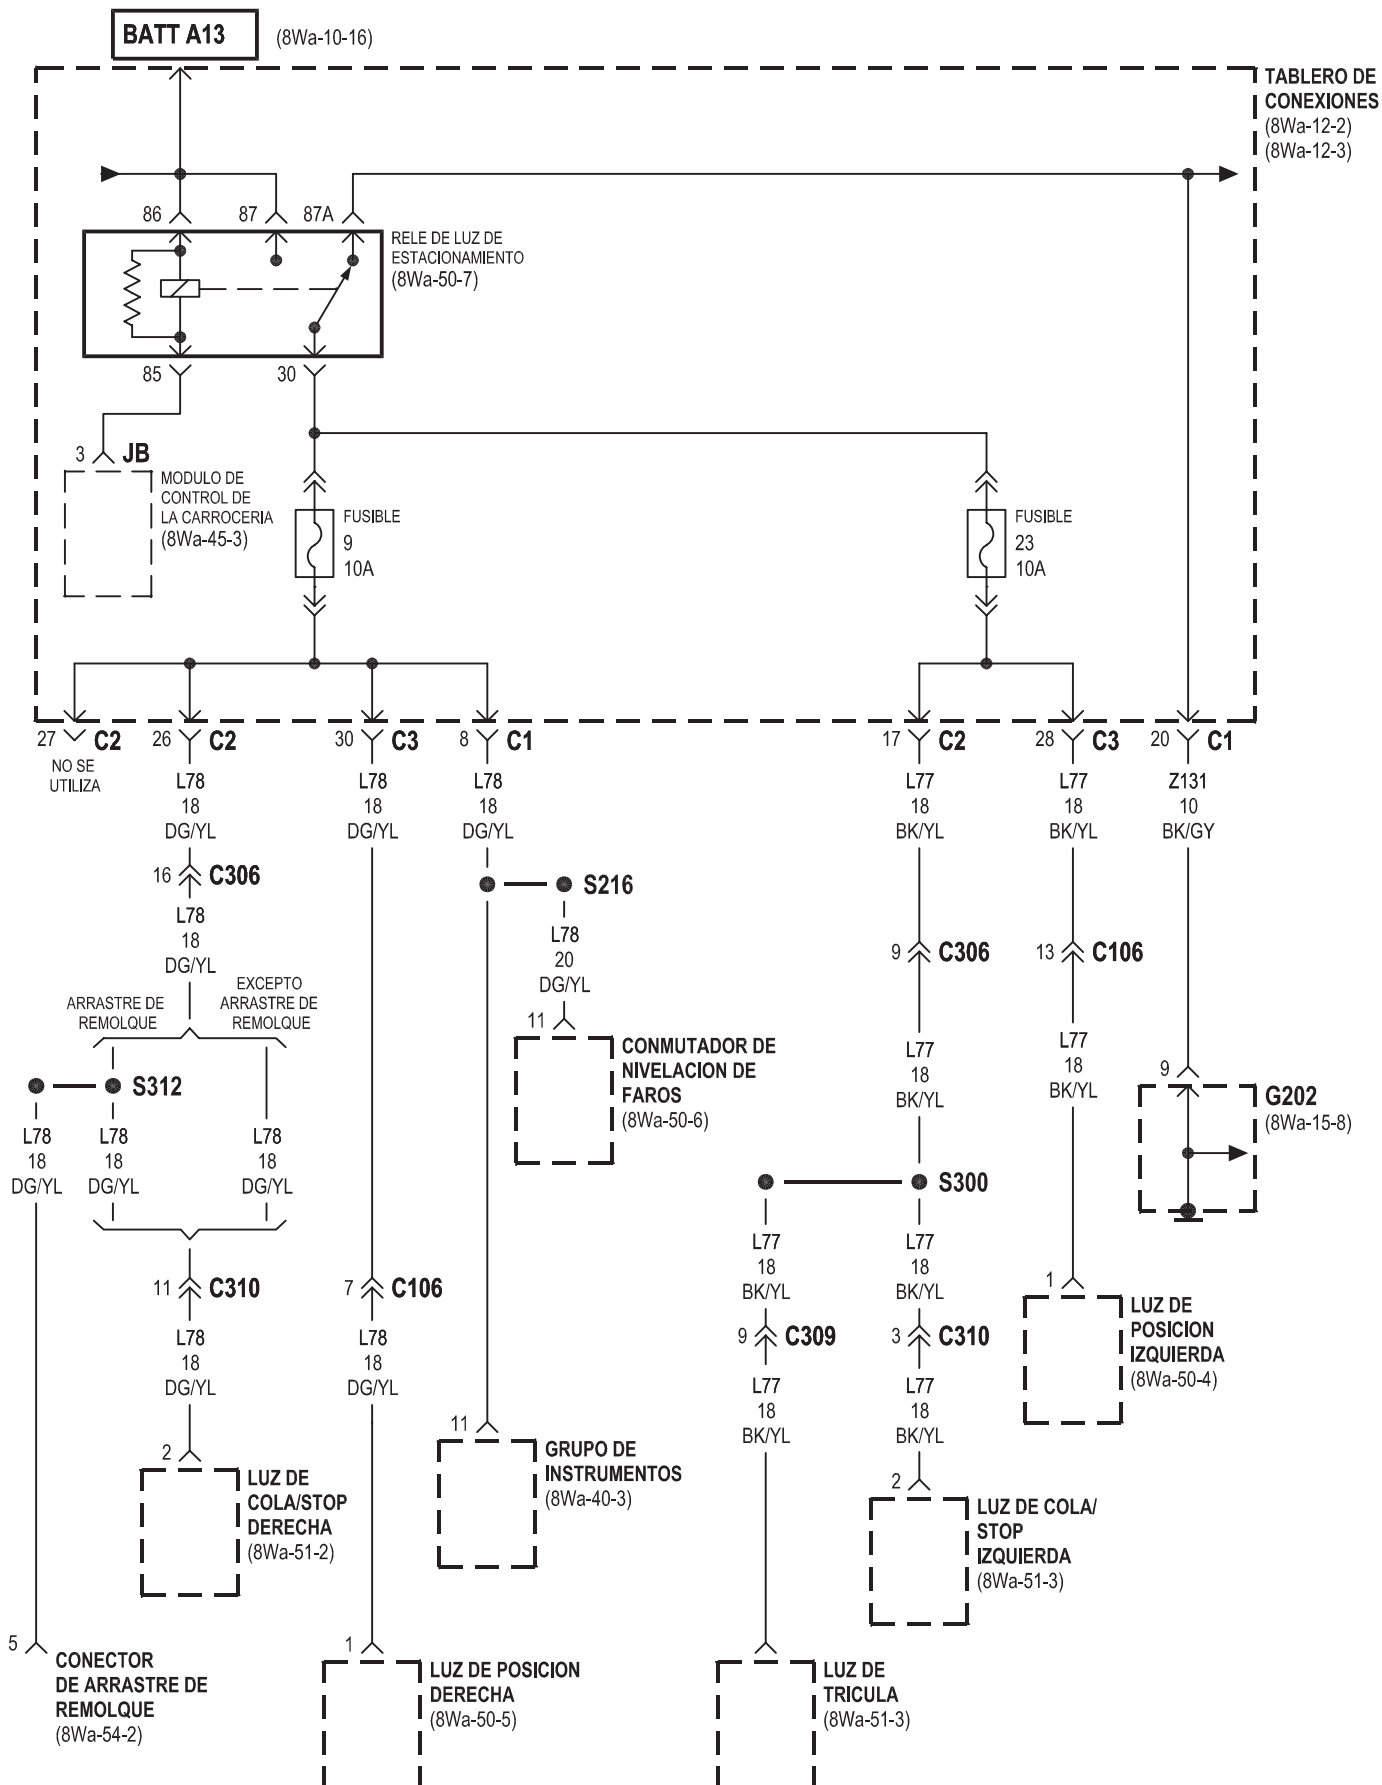 BATT A13
(8Wa-10-16)
TABLERO DE
CONEXIONES
(8Wa-12-2)
(8Wa-12-3)
86
87
87A
RELE DE LUZ DE
ESTACIONAMIENTO
(8Wa-50-7)
85
30
3
JB
MODULO DE
CONTROL DE
LA CARROCERIA
(8Wa-45-3)
FUSIBLE
9
10A
FUSIBLE
23
10A
27
C2
NO SE
UTILIZA
26
C2
30
C3
8
C1
17
C2
28
C3
20
C1
L78
18
DG/YL
L78
18
DG/YL
L78
18
DG/YL
L77
18
BK/YL
L77
18
BK/YL
Z131
10
BK/GY
16
C306
L78
18
DG/YL
S216
L78
20
DG/YL
9
C306
13
C106
ARRASTRE DE
REMOLQUE
EXCEPTO
ARRASTRE DE
REMOLQUE
11
CONMUTADOR DE
NIVELACION DE
FAROS
(8Wa-50-6)
L77
18
BK/YL
L77
18
BK/YL
9
G202
(8Wa-15-8)
S312
L78
18
DG/YL
L78
18
DG/YL
L78
18
DG/YL
S300
L77
18
BK/YL
L77
18
BK/YL
11
C310
7
C106
1
LUZ DE
POSICION
IZQUIERDA
(8Wa-50-4)
9
C309
3
C310
L78
18
DG/YL
L78
18
DG/YL
L77
18
BK/YL
L77
18
BK/YL
11
GRUPO DE
INSTRUMENTOS
(8Wa-40-3)
2
LUZ DE
COLA/STOP
DERECHA
(8Wa-51-2)
2
LUZ DE COLA/
STOP
IZQUIERDA
(8Wa-51-3)
5
CONECTOR
DE ARRASTRE DE
REMOLQUE
(8Wa-54-2)
1
LUZ DE POSICION
DERECHA
(8Wa-50-5)
LUZ DE
TRICULA
(8Wa-51-3)